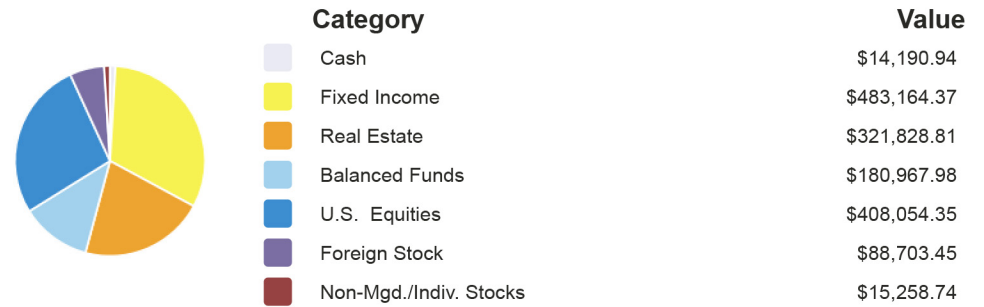 Category Value
Cash $14,190.94
Fixed Income $483,164.37
Real Estate $321,828.81
Balanced Funds $180,967.98
U.S.  Equities $408,054.35
Foreign Stock $88,703.45
Non-Mgd./Indiv. Stocks $15,258.74